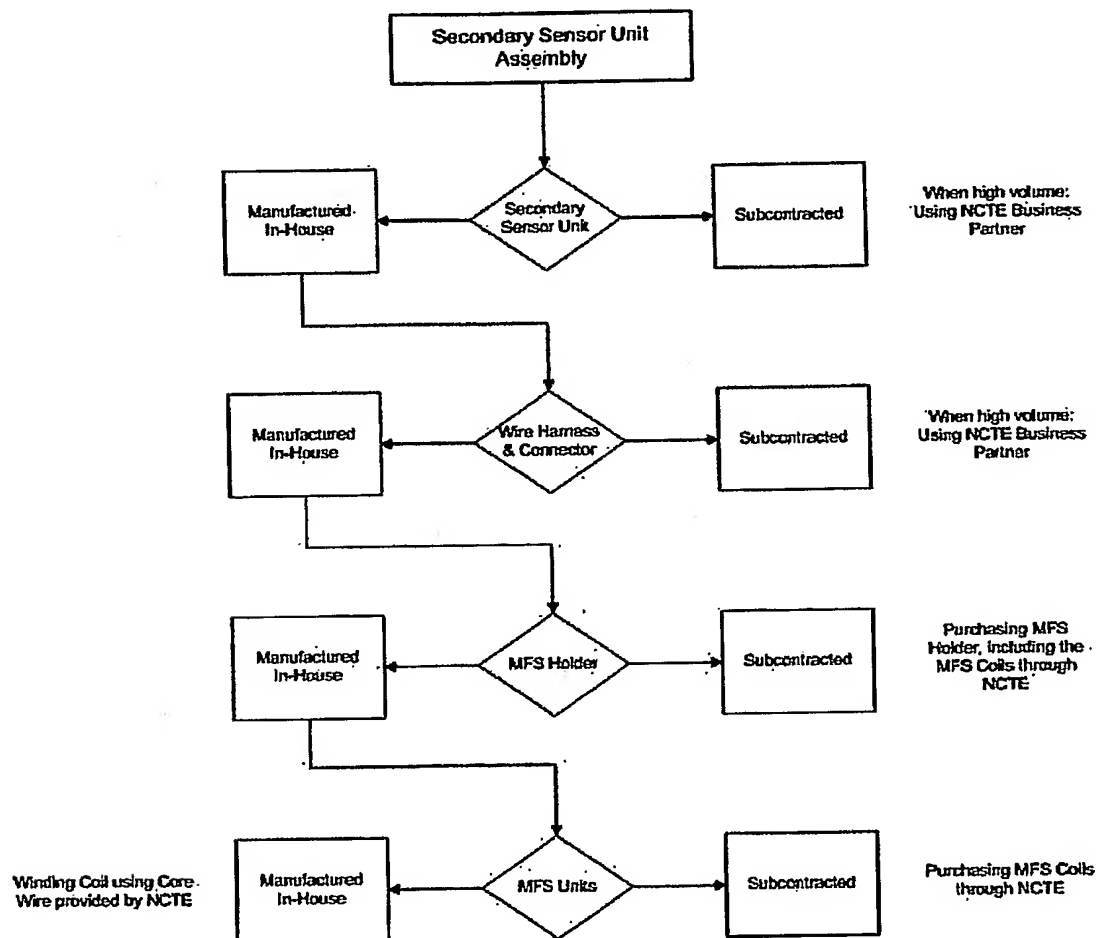 Secondary Sensor Unit
Assembly
Manufactured
In-House
Secondary
Sensor Unit
Subcontracted
When high volume:
Using NCTE Business
Partner
Manufactured
In-House
Wire Harness
& Connector
Subcontracted
When high volume:
Using NCTE Business
Partner
Manufactured
In-House
MFS Holder
Subcontracted
Purchasing MFS
Holder, including the
MFS Coils through
NCTE
Winding Coil using Core
Wire provided by NCTE
Manufactured
In-House
MFS Units
Subcontracted
Purchasing MFS Coils
through NCTE